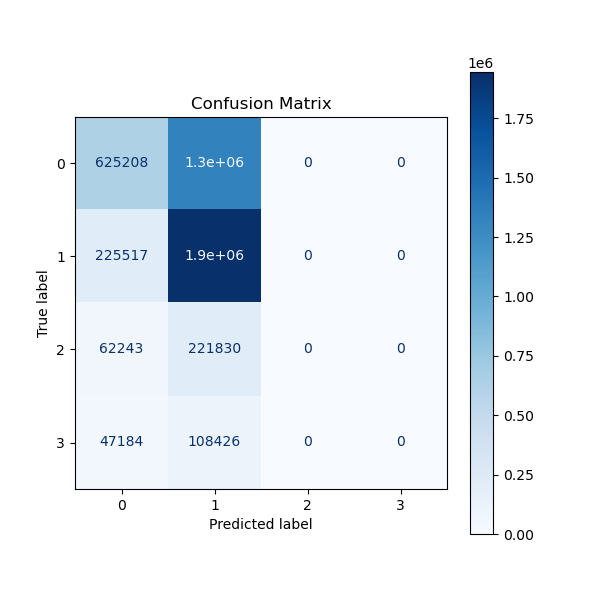 Confusion Matrix
1e6
0 625208 1.3e+06 0 0
1 225517 1.9e+06 0 0
2 62243 221830 0 0
3 47184 108426 0 0
0 1 2 3
Predicted label
True label
1.75
1.50
1.25
1.00
0.75
0.50
0.25
0.00